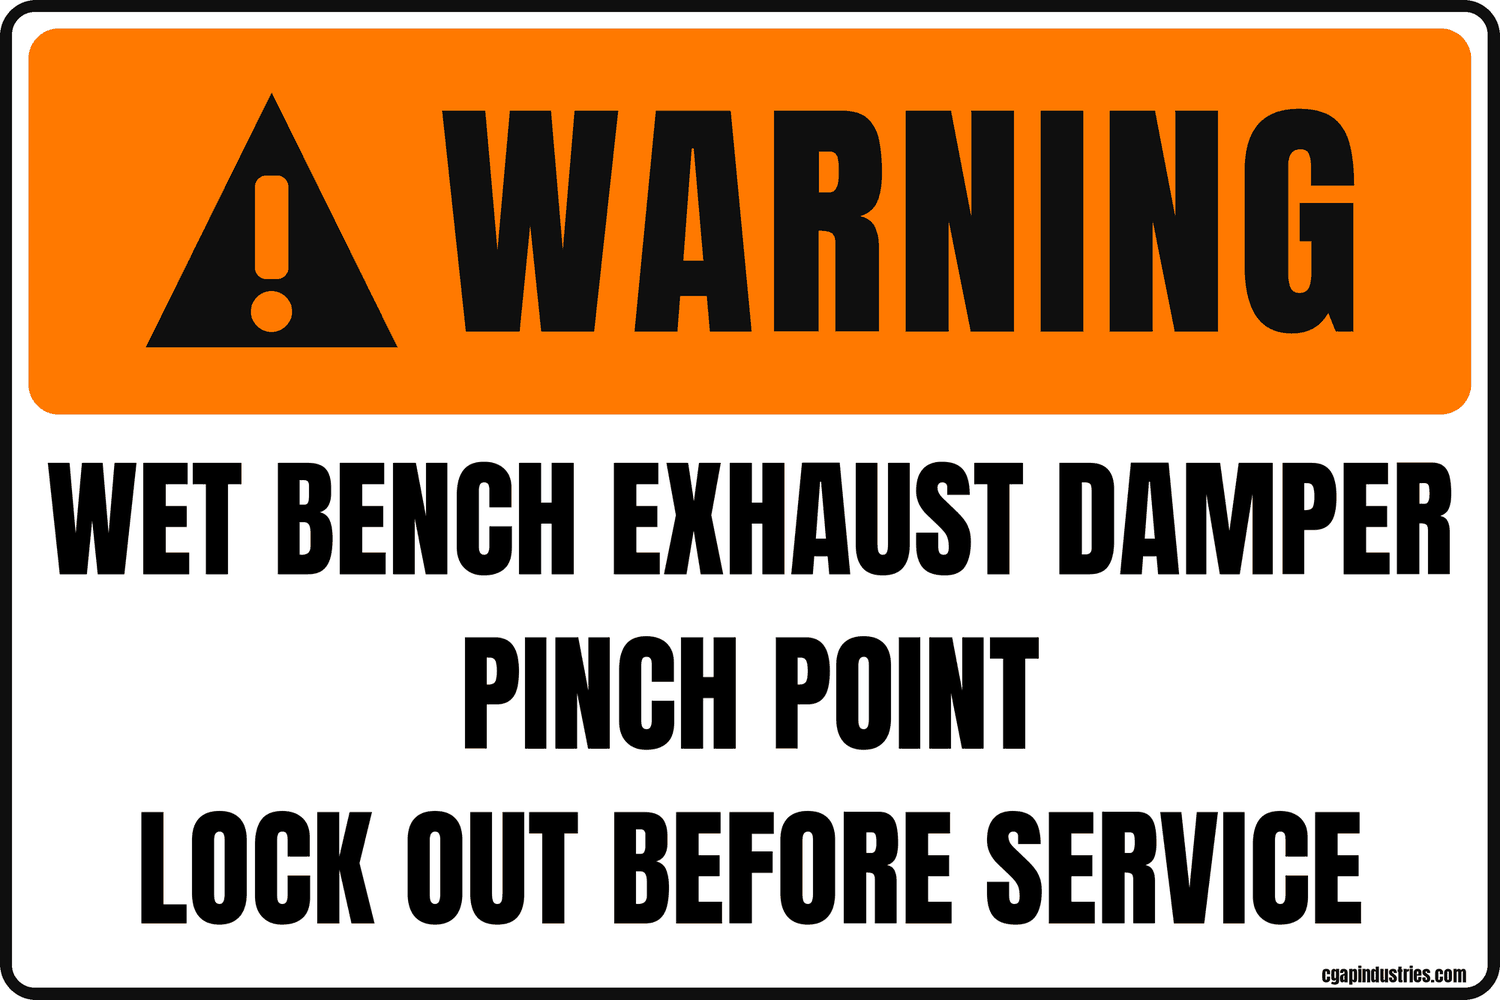 WARNING
WET BENCH EXHAUST DAMPER
PINCH POINT
LOCK OUT BEFORE SERVICE
cgapindustries.com